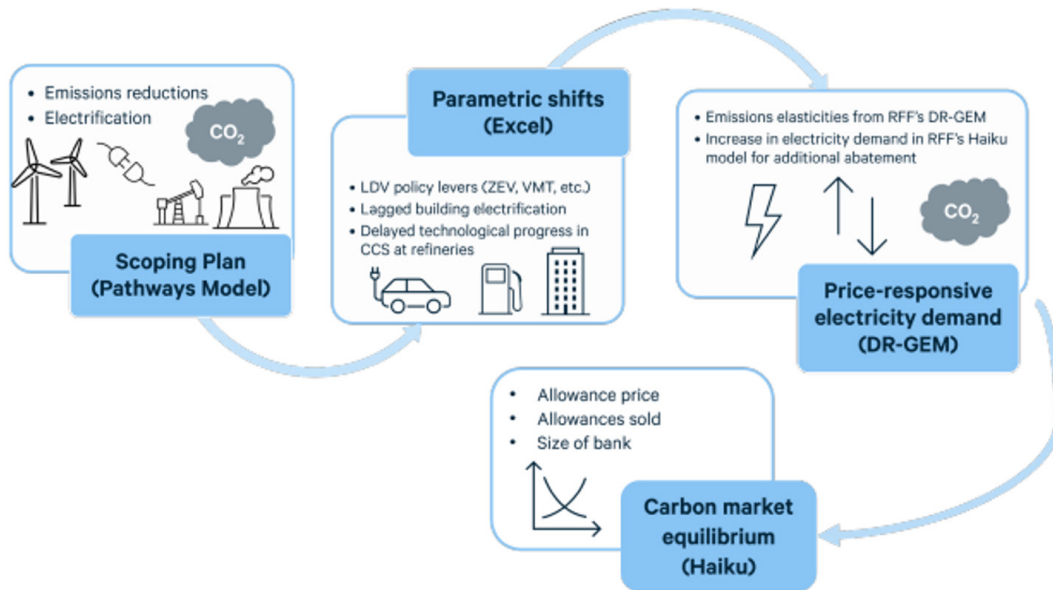 • Emissions reductions
• Electrification
CO2
Scoping Plan
(Pathways Model)
Parametric shifts
(Excel)
• LDV policy levers (ZEV, VMT, etc.)
• Lagged building electrification
• Delayed technological progress in
CCS at refineries
• Emissions elasticities from RFF's DR-GEM
• Increase in electricity demand in RFF's Haiku
model for additional abatement
CO2
Price-responsive
electricity demand
(DR-GEM)
• Allowance price
• Allowances sold
• Size of bank
Carbon market
equilibrium
(Haiku)